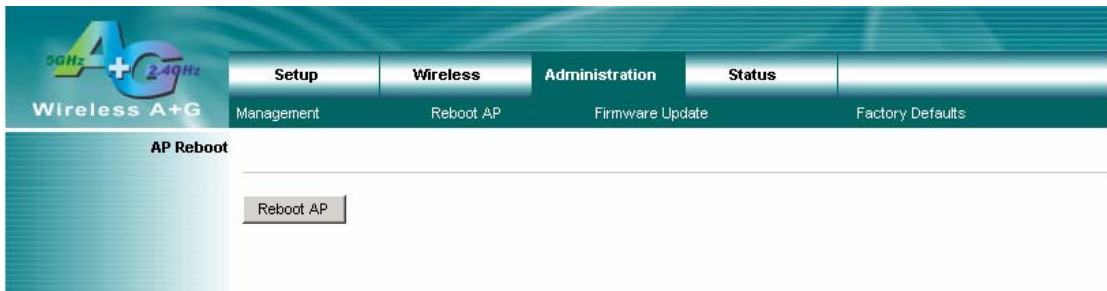 5GHz A+G 2.4GHz
Wireless A+G
Setup Wireless Administration Status
Management Reboot AP Firmware Update Factory Defaults
AP Reboot
Reboot AP